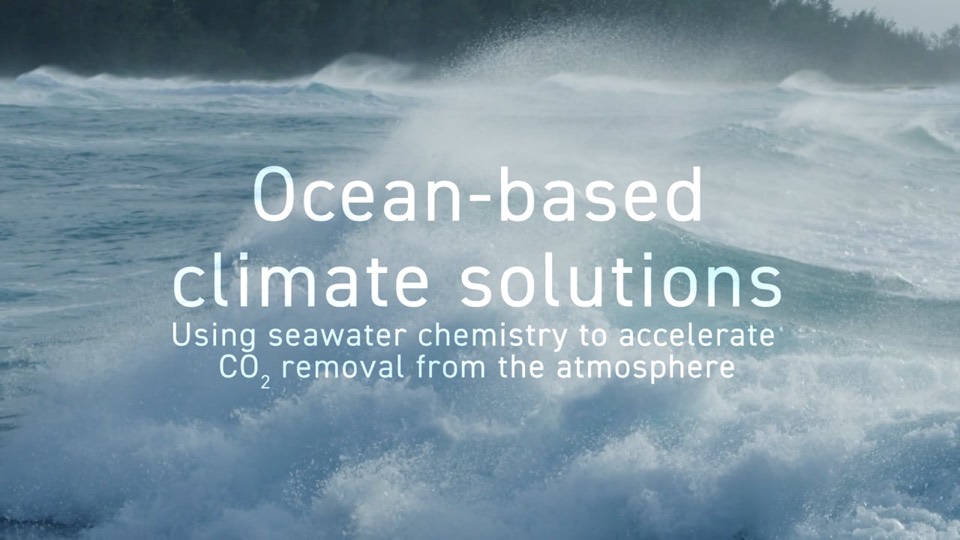 Ocean-based
climate solutions
Using seawater chemistry to accelerate
CO₂ removal from the atmosphere